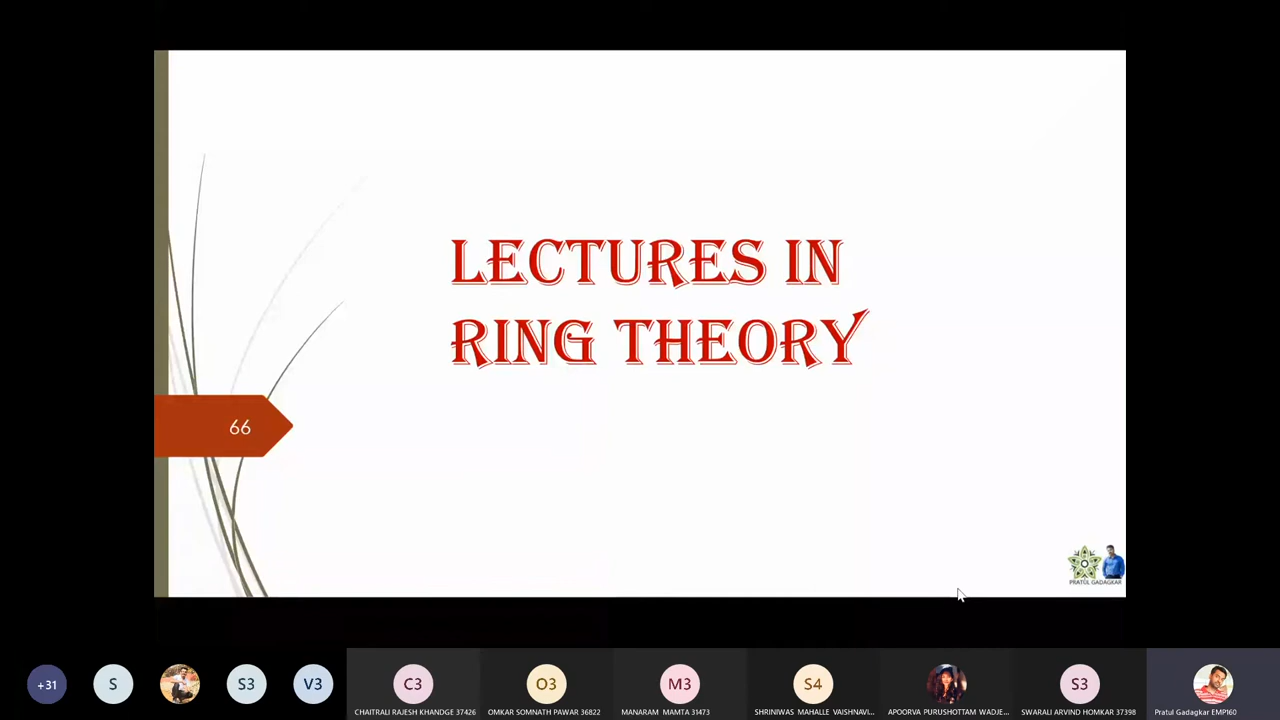 LECTURES IN
RING THEORY
66
PRATUL GADAGKAR
+31
S
S3
V3
C3
O3
M3
S4
S3
CHAITRALI RAJESH KHANDGE 37426
OMKAR SOMNATH PAWAR 36822
MANARAM MAMTA 31473
SHRINIWAS MAHALLE VAISHNAVI...
APOORVA PURUSHOTTAM WADJE...
SWARALI ARVIND HOMKAR 37398
Pratul Gadagkar EMP160